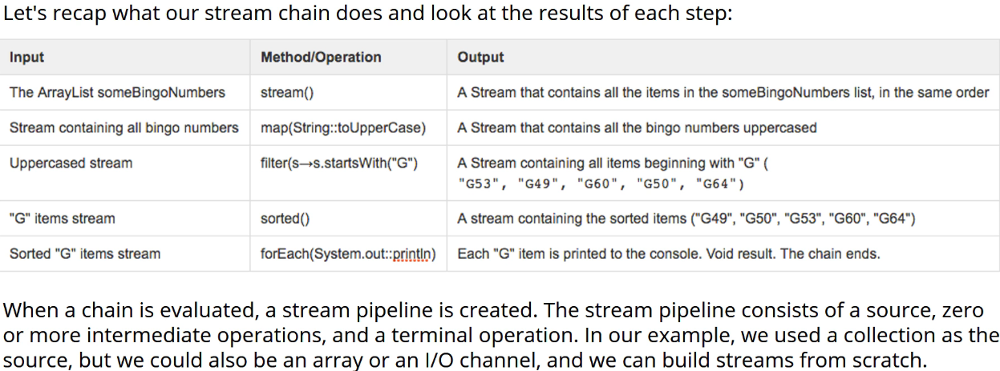 Let's recap what our stream chain does and look at the results of each step:
Input Method/Operation Output
The ArrayList someBingoNumbers stream() A Stream that contains all the items in the someBingoNumbers list, in the same order
Stream containing all bingo numbers map(String::toUpperCase) A Stream that contains all the bingo numbers uppercased
Uppercased stream filter(s→s.startsWith("G") A Stream containing all items beginning with "G" (
"G53", "G49", "G60", "G50", "G64")
"G" items stream sorted() A stream containing the sorted items ("G49", "G50", "G53", "G60", "G64")
Sorted "G" items stream forEach(System.out::println) Each "G" item is printed to the console. Void result. The chain ends.
When a chain is evaluated, a stream pipeline is created. The stream pipeline consists of a source, zero
or more intermediate operations, and a terminal operation. In our example, we used a collection as the
source, but we could also be an array or an I/O channel, and we can build streams from scratch.